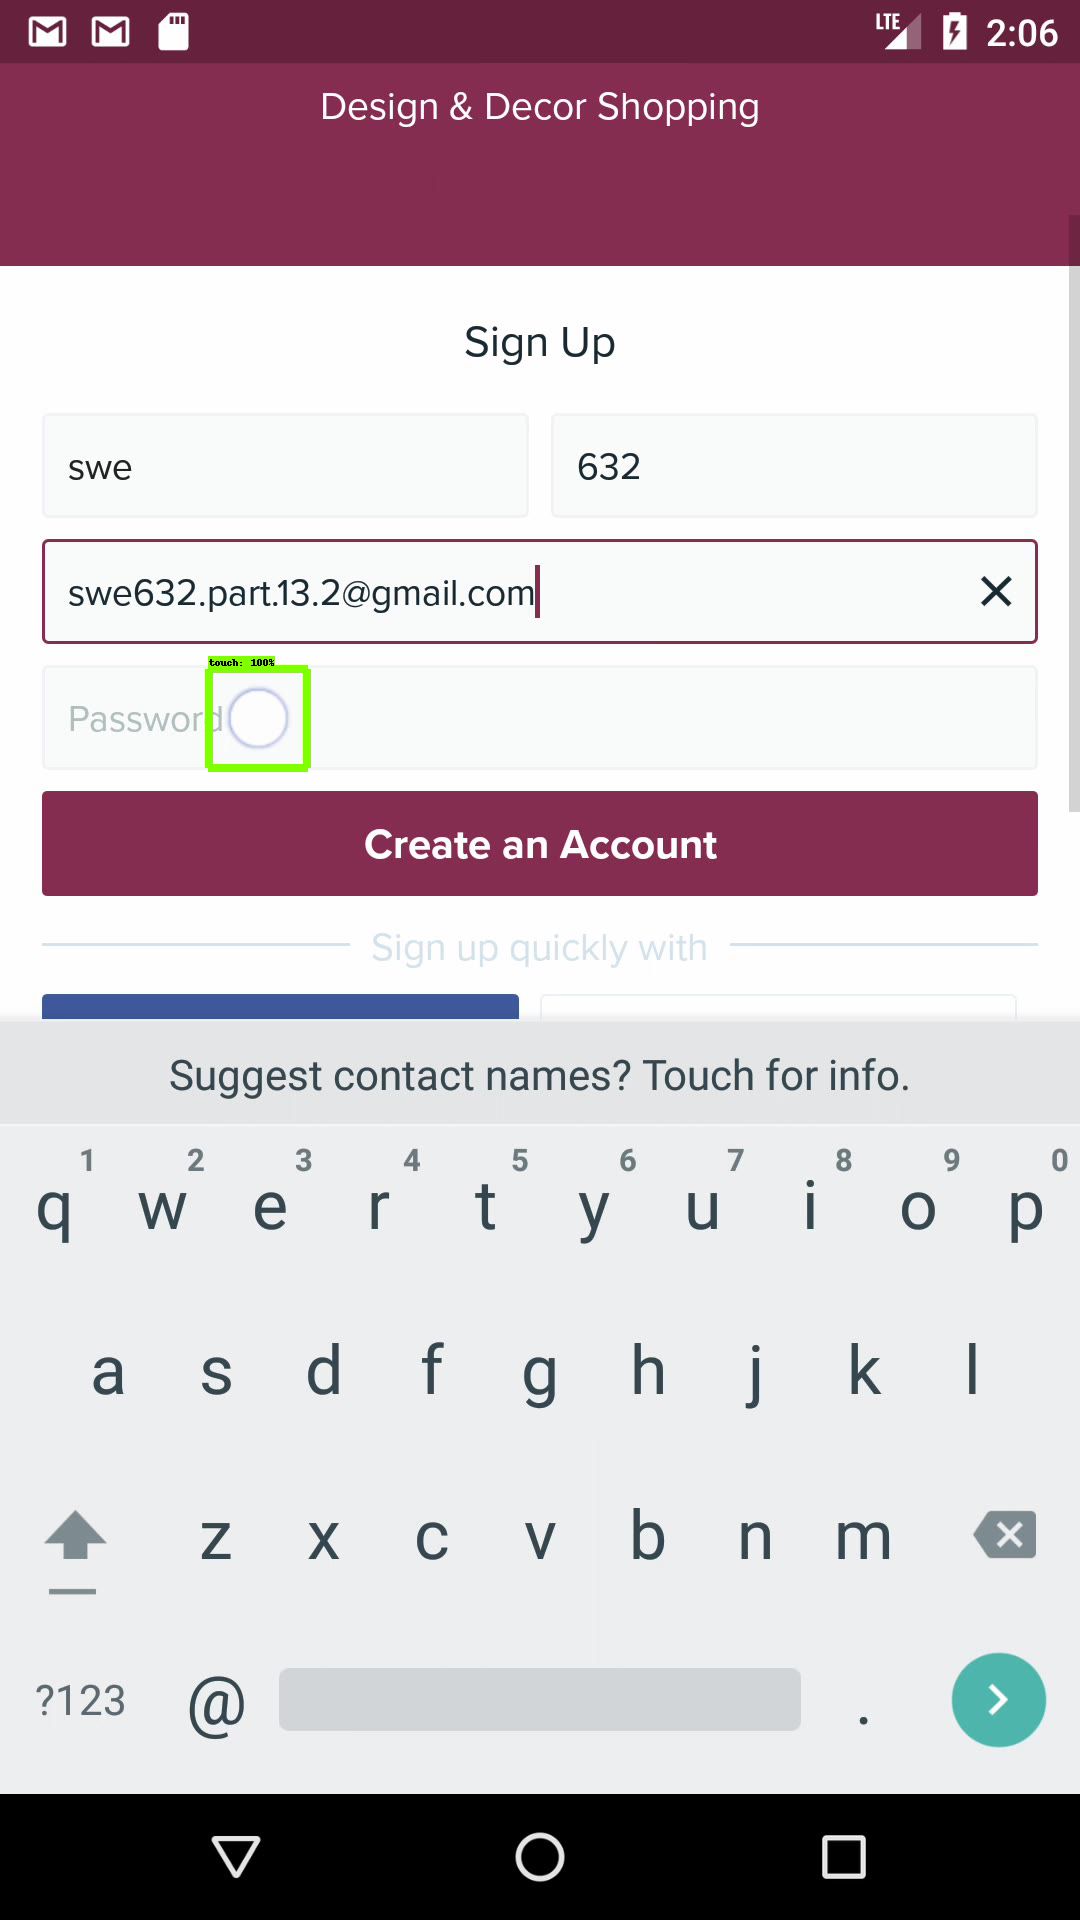 LTE 2:06
Design & Decor Shopping
Sign Up
swe 632
swe632.part.13.2@gmail.com
touch: 100%
Password
Create an Account
Sign up quickly with
Suggest contact names? Touch for info.
1 2 3 4 5 6 7 8 9 0
q w e r t y u i o p
a s d f g h j k l
z x c v b n m
?123 @ .